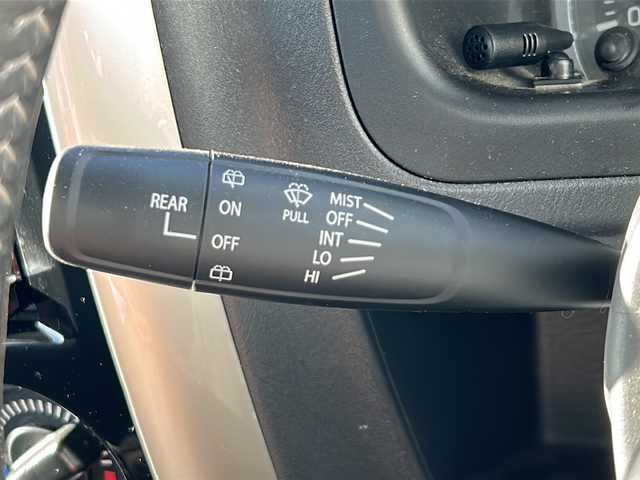 REAR
ON
OFF
PULL
MIST
OFF
INT
LO
HI